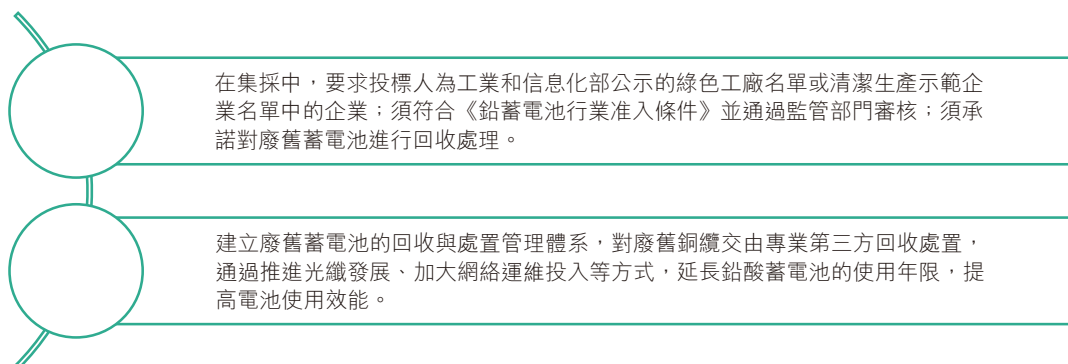 在集採中，要求投標人為工業和信息化部公示的綠色工廠名單或清潔生產示範企
業名單中的企業；須符合《鉛蓄電池行業准入條件》並通過監管部門審核；須承
諾對廢舊蓄電池進行回收處理。
建立廢舊蓄電池的回收與處置管理體系，對廢舊銅纜交由專業第三方回收處置，
通過推進光纖發展、加大網絡運維投入等方式，延長鉛酸蓄電池的使用年限，提
高電池使用效能。